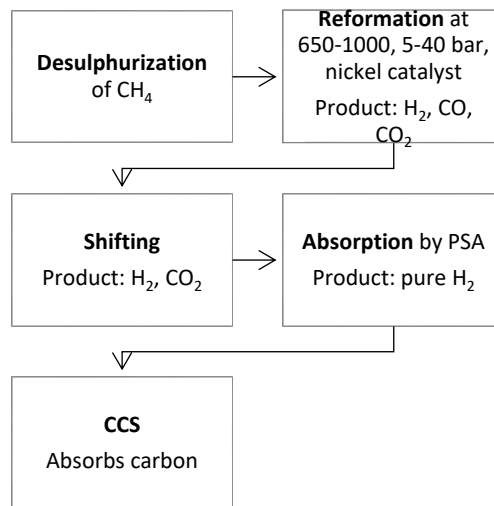 Desulphurization
of CH₄
Reformation at
650-1000, 5-40 bar,
nickel catalyst
Product: H₂, CO,
CO₂
Shifting
Product: H₂, CO₂
Absorption by PSA
Product: pure H₂
CCS
Absorbs carbon